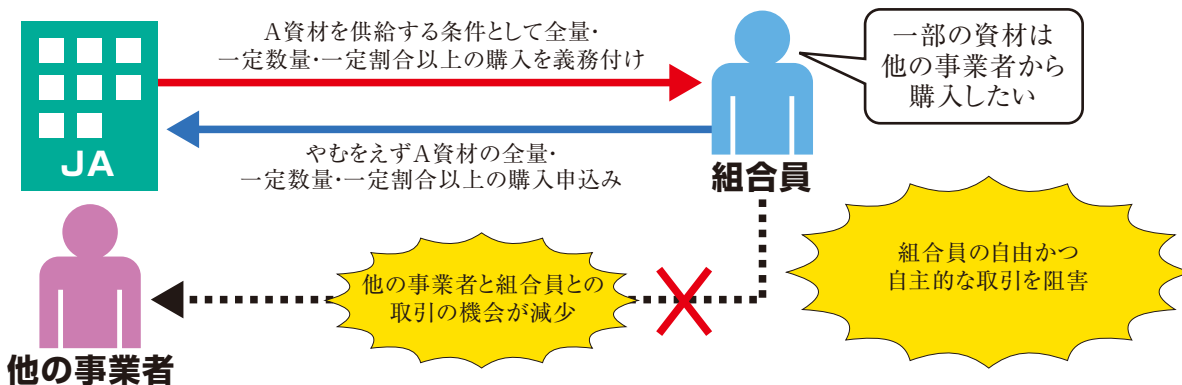 A資材を供給する条件として全量・
一定数量・一定割合以上の購入を義務付け
一部の資材は
他の事業者から
購入したい
JA
やむをえずA資材の全量・
一定数量・一定割合以上の購入申込み
組合員
他の事業者と組合員との
取引の機会が減少
組合員の自由かつ
自主的な取引を阻害
他の事業者